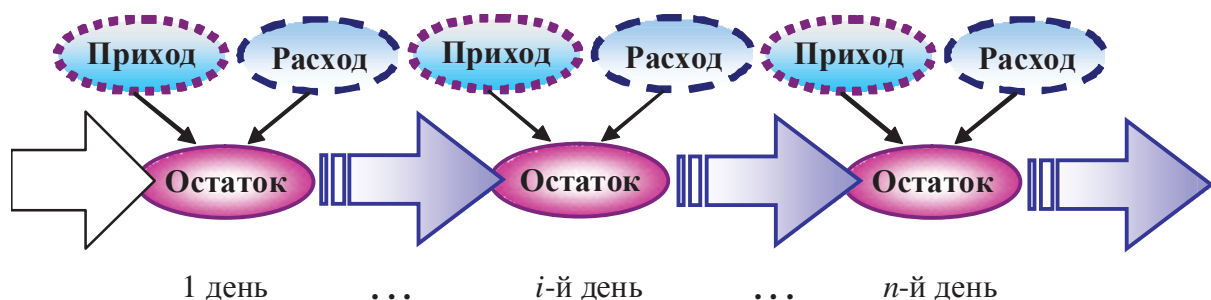 Приход Расход Приход Расход Приход Расход
Остаток Остаток Остаток
1 день ... i-й день ... n-й день